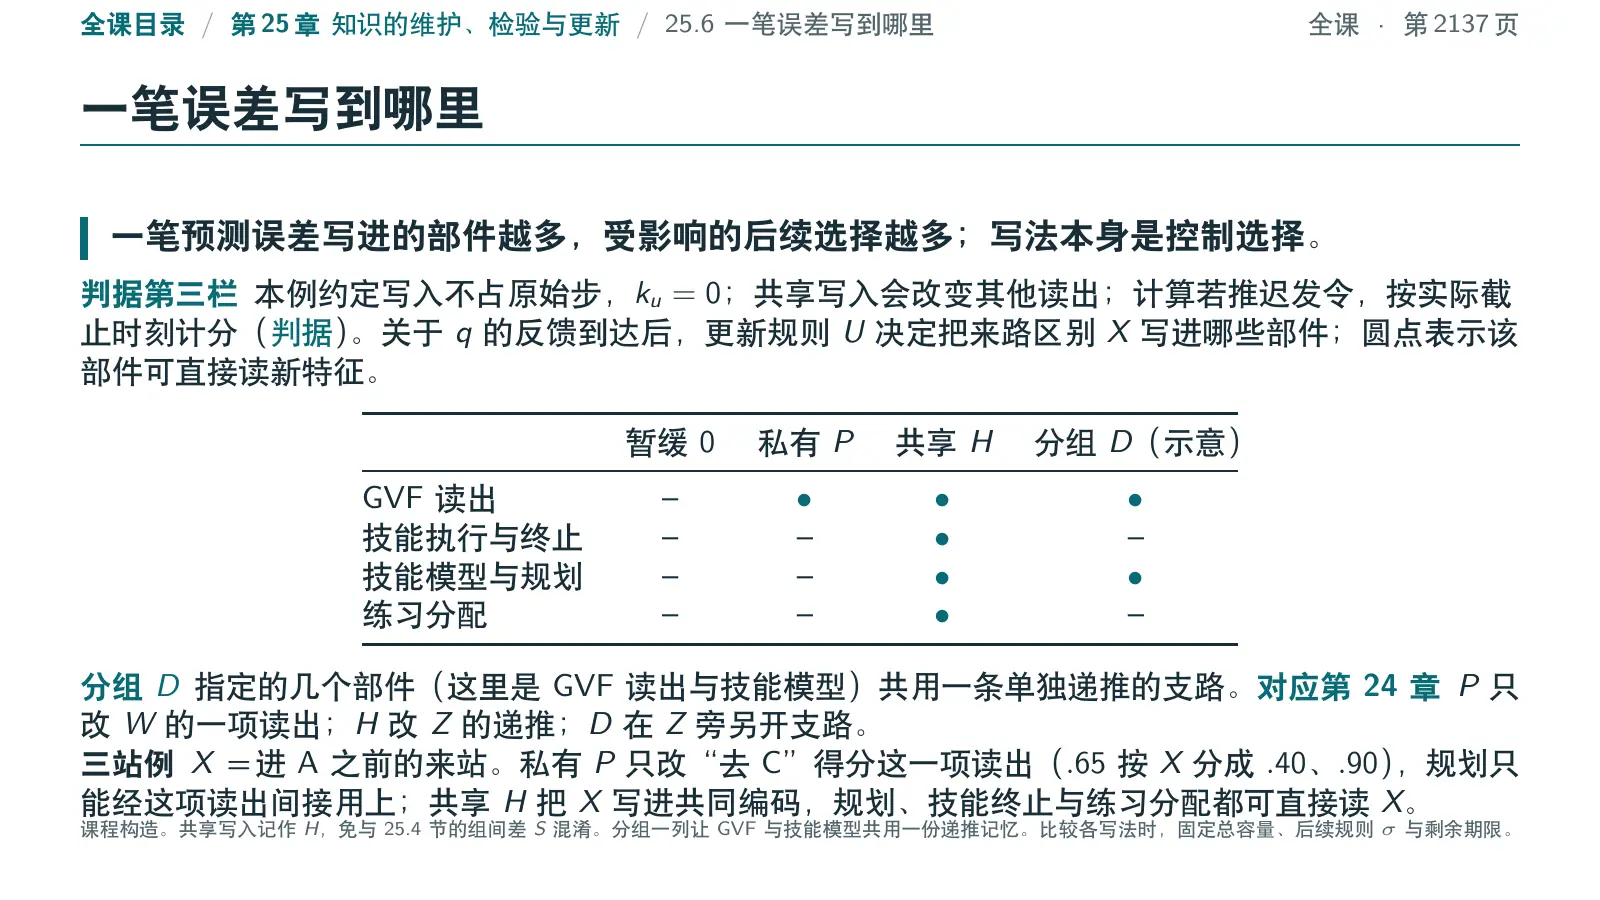 全课目录 / 第 25 章 知识的维护、检验与更新 / 25.6 一笔误差写到哪里 全课 · 第 2137 页
一笔误差写到哪里
一笔预测误差写进的部件越多，受影响的后续选择越多；写法本身是控制选择。
判据第三栏 本例约定写入不占原始步，k_u = 0；共享写入会改变其他读出；计算若推迟发令，按实际截
止时刻计分（判据）。关于 q 的反馈到达后，更新规则 U 决定把来路区别 X 写进哪些部件；圆点表示该
部件可直接读新特征。
暂缓 0 私有 P 共享 H 分组 D（示意）
GVF 读出 – • • •
技能执行与终止 – – • –
技能模型与规划 – – • •
练习分配 – – • –
分组 D 指定的几个部件（这里是 GVF 读出与技能模型）共用一条单独递推的支路。对应第 24 章 P 只
改 W 的一项读出；H 改 Z 的递推；D 在 Z 旁另开支路。
三站例 X =进 A 之前的来站。私有 P 只改“去 C”得分这一项读出（.65 按 X 分成 .40、.90），规划只
能经这项读出间接用上；共享 H 把 X 写进共同编码，规划、技能终止与练习分配都可直接读 X。
课程构造。共享写入记作 H，免与 25.4 节的组间差 S 混淆。分组一列让 GVF 与技能模型共用一份递推记忆。比较各写法时，固定总容量、后续规则 σ 与剩余期限。